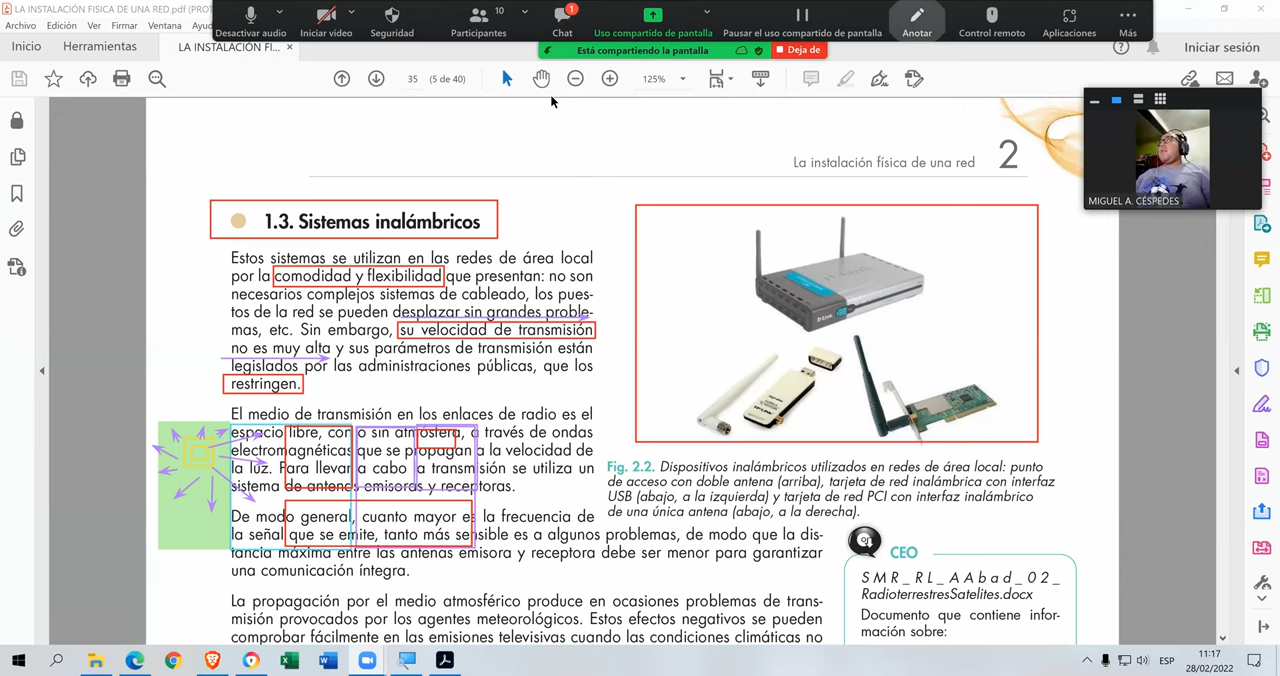 LA INSTALACIÓN FISICA DE UNA RED.pdf (PROT
Archivo Edición Ver Firmar Ventana Ayu
Desactivar audio
Iniciar video
Seguridad
Participantes
10
Chat
1
Uso compartido de pantalla
Pausar el uso compartido de pantalla
Anotar
Control remoto
Aplicaciones
Más
Está compartiendo la pantalla
Deja de
Inicio
Herramientas
LA INSTALACIÓN FI... ×
Iniciar sesión
35 (5 de 40)
125%
MIGUEL A. CÉSPEDES
La instalación física de una red 2
1.3. Sistemas inalámbricos
Estos sistemas se utilizan en las redes de área local
por la comodidad y flexibilidad que presentan: no son
necesarios complejos sistemas de cableado, los pues-
tos de la red se pueden desplazar sin grandes proble-
mas, etc. Sin embargo, su velocidad de transmisión
no es muy alta y sus parámetros de transmisión están
legislados por las administraciones públicas, que los
restringen.
El medio de transmisión en los enlaces de radio es el
espacio libre, con o sin atmósfera, a través de ondas
electromagnéticas que se propagan a la velocidad de
la luz. Para llevar a cabo la transmisión se utiliza un
sistema de antenas emisoras y receptoras.
De modo general, cuanto mayor es la frecuencia de
la señal que se emite, tanto más sensible es a algunos problemas, de modo que la dis-
tancia máxima entre las antenas emisora y receptora debe ser menor para garantizar
una comunicación íntegra.
La propagación por el medio atmosférico produce en ocasiones problemas de trans-
misión provocados por los agentes meteorológicos. Estos efectos negativos se pueden
comprobar fácilmente en las emisiones televisivas cuando las condiciones climáticas no
D-Link
Fig. 2.2. Dispositivos inalámbricos utilizados en redes de área local: punto
de acceso con doble antena (arriba), tarjeta de red inalámbrica con interfaz
USB (abajo, a la izquierda) y tarjeta de red PCI con interfaz inalámbrico
de una única antena (abajo, a la derecha).
CEO
SMR_RL_AAbad_02_
RadioterrestresSatelites.docx
Documento que contiene infor-
mación sobre:
ESP
11:17
28/02/2022